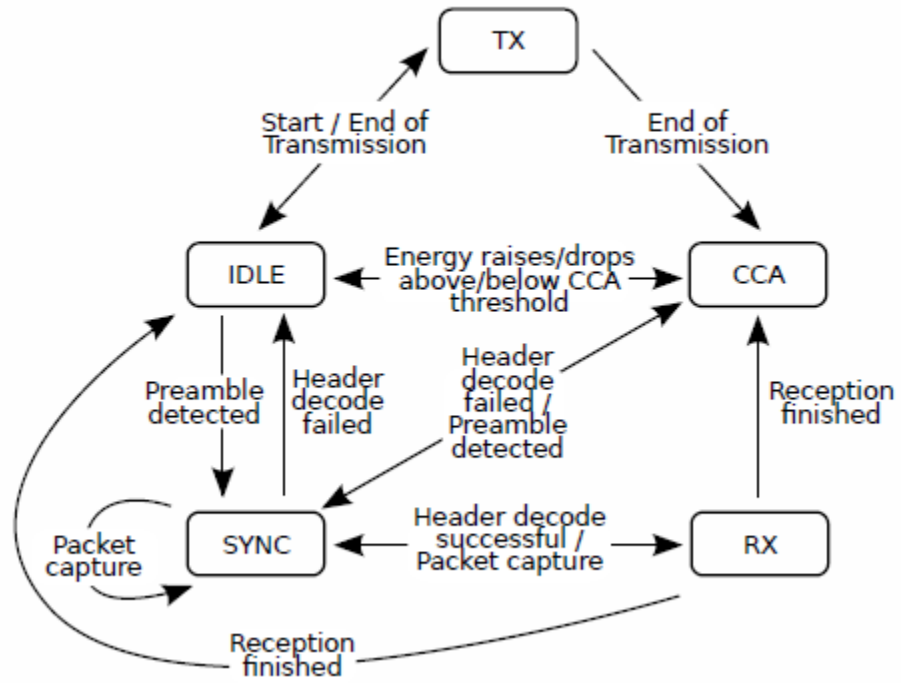 TX
Start / End of
Transmission
End of
Transmission
IDLE
Energy raises/drops
above/below CCA
threshold
CCA
Preamble
detected
Header
decode
failed
Header
decode
failed /
Preamble
detected
Reception
finished
Packet
capture
SYNC
Header decode
successful /
Packet capture
RX
Reception
finished